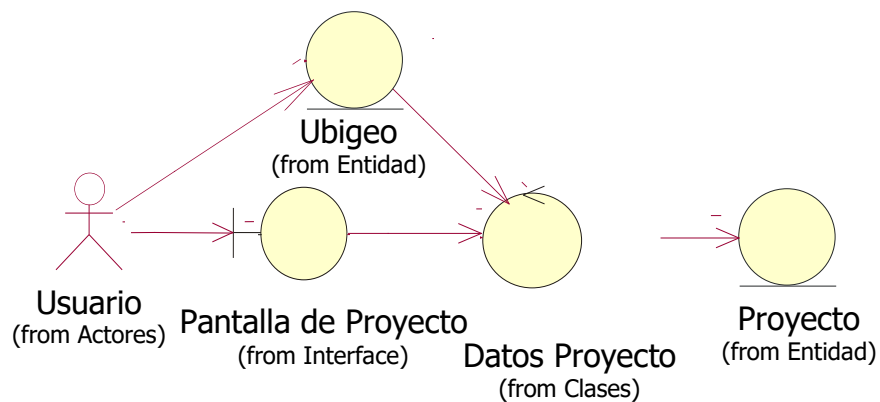 Ubigeo
(from Entidad)
Usuario
(from Actores)
Pantalla de Proyecto
(from Interface)
Datos Proyecto
(from Clases)
Proyecto
(from Entidad)